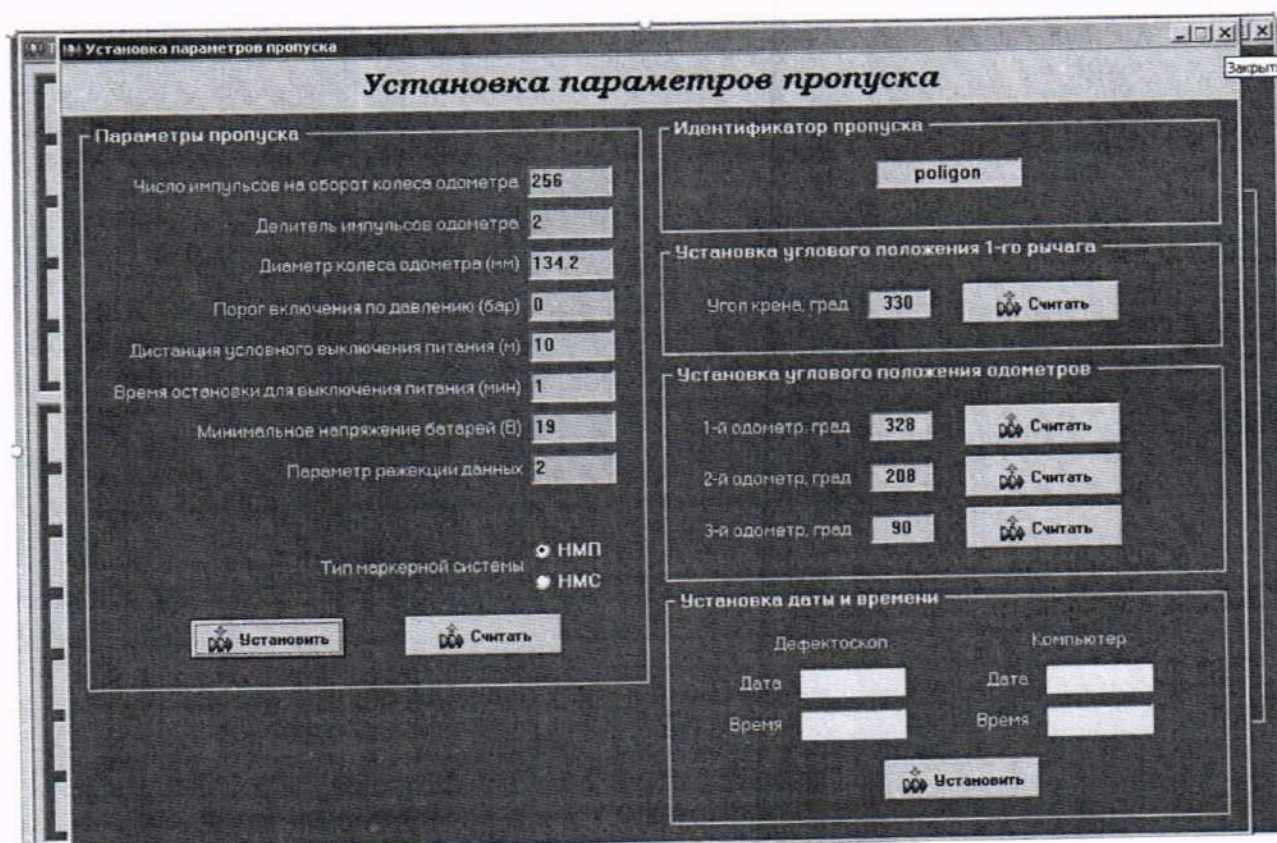 Установка параметров пропуска
Закрыть
Установка параметров пропуска
Параметры пропуска
Число импульсов на оборот колеса одометра 256
Делитель импульсов одометра 2
Диаметр колеса одометра (мм) 134.2
Порог включения по давлению (бар) 0
Дистанция условного выключения питания (м) 10
Время остановки для выключения питания (мин) 1
Минимальное напряжение батарей (В) 19
Параметр режекции данных 2
Тип маркерной системы
НМП
НМС
Установить
Считать
Идентификатор пропуска
poligon
Установка углового положения 1-го рычага
Угол крена, град 330 Считать
Установка углового положения одометров
1-й одометр, град 328 Считать
2-й одометр, град 208 Считать
3-й одометр, град 90 Считать
Установка даты и времени
Дефектоскоп Компьютер
Дата Дата
Время Время
Установить